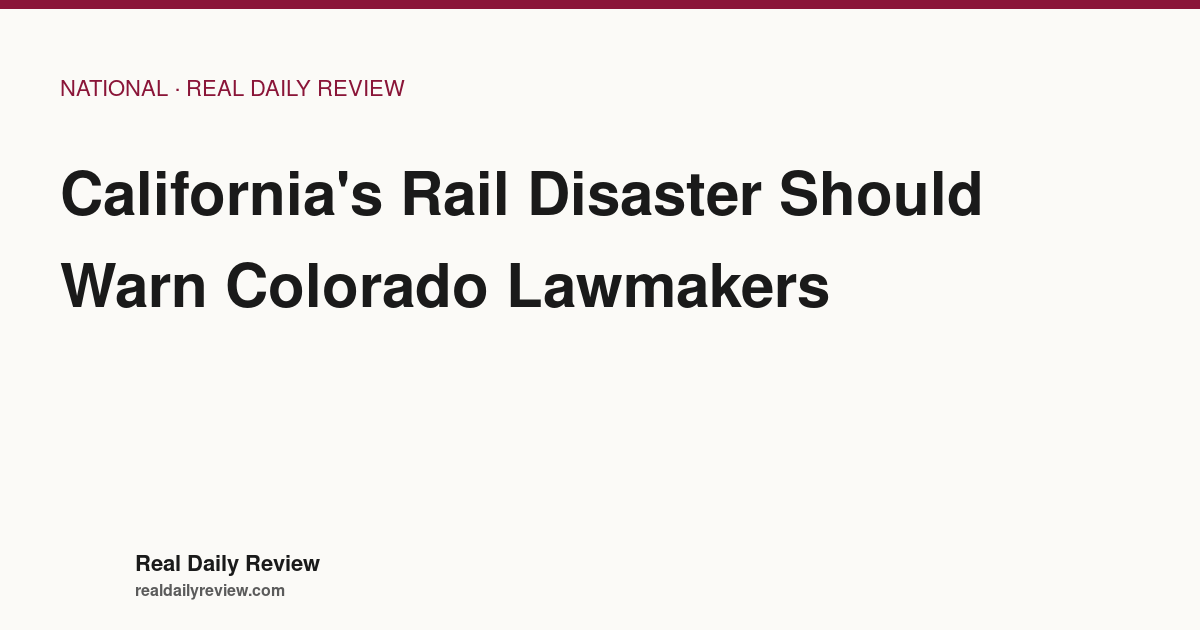 NATIONAL · REAL DAILY REVIEW
California's Rail Disaster Should
Warn Colorado Lawmakers
Real Daily Review
realdailyreview.com